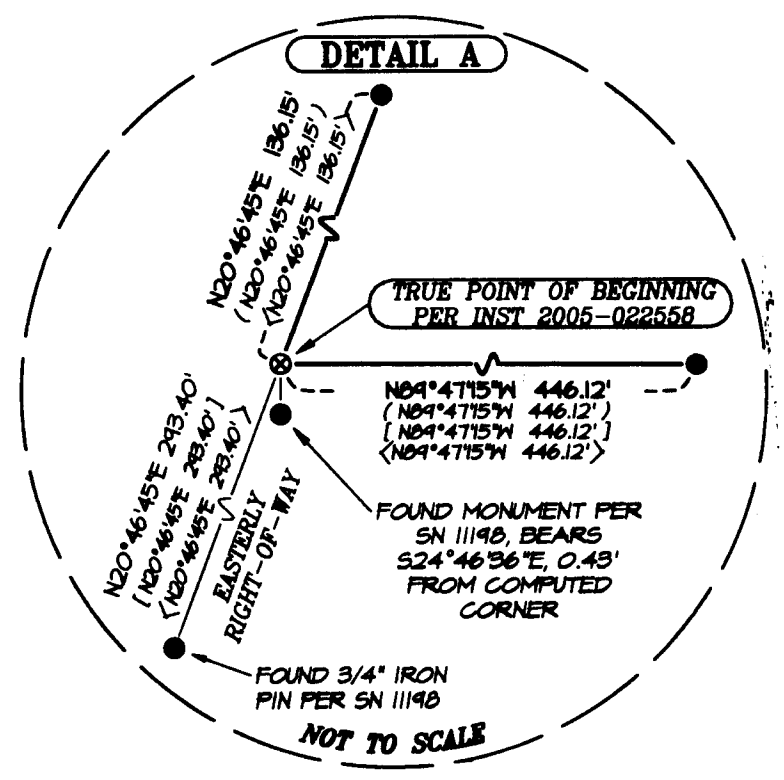 DETAIL A
N20°46'45"E 136.15'
(N20°46'45"E 136.15')
<N20°46'45"E 136.15'>
TRUE POINT OF BEGINNING
PER INST 2005-022558
N89°47'15"W 446.12'
(N89°47'15"W 446.12')
[N89°47'15"W 446.12']
<N89°47'15"W 446.12'>
N20°46'45"E 293.40'
[N20°46'45"E 293.40']
<N20°46'45"E 293.40'>
EASTERLY
RIGHT-OF-WAY
FOUND MONUMENT PER
SN 11198, BEARS
S24°46'36"E, 0.43'
FROM COMPUTED
CORNER
FOUND 3/4" IRON
PIN PER SN 11198
NOT TO SCALE